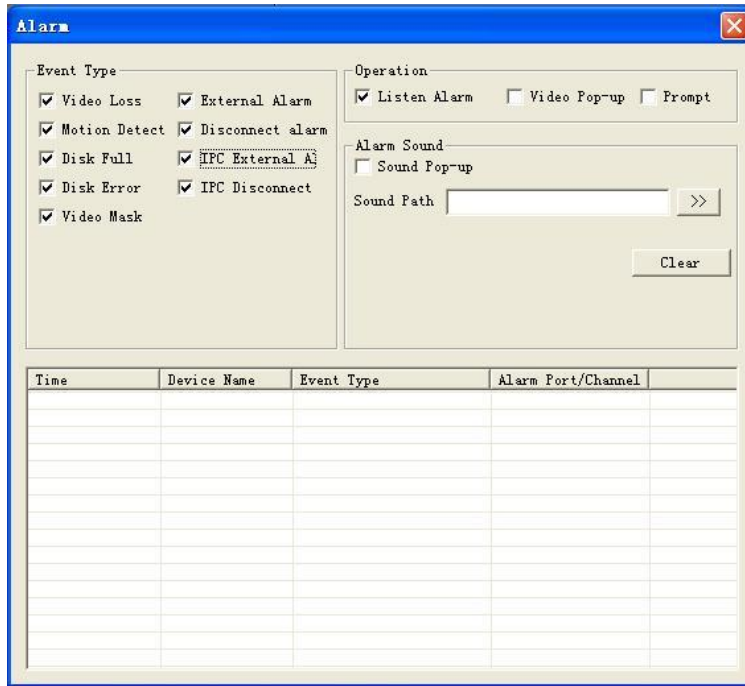 Alarm
Event Type
Video Loss
External Alarm
Motion Detect
Disconnect alarm
Disk Full
IPC External A
Disk Error
IPC Disconnect
Video Mask
Operation
Listen Alarm
Video Pop-up
Prompt
Alarm Sound
Sound Pop-up
Sound Path
>>
Clear
Time
Device Name
Event Type
Alarm Port/Channel